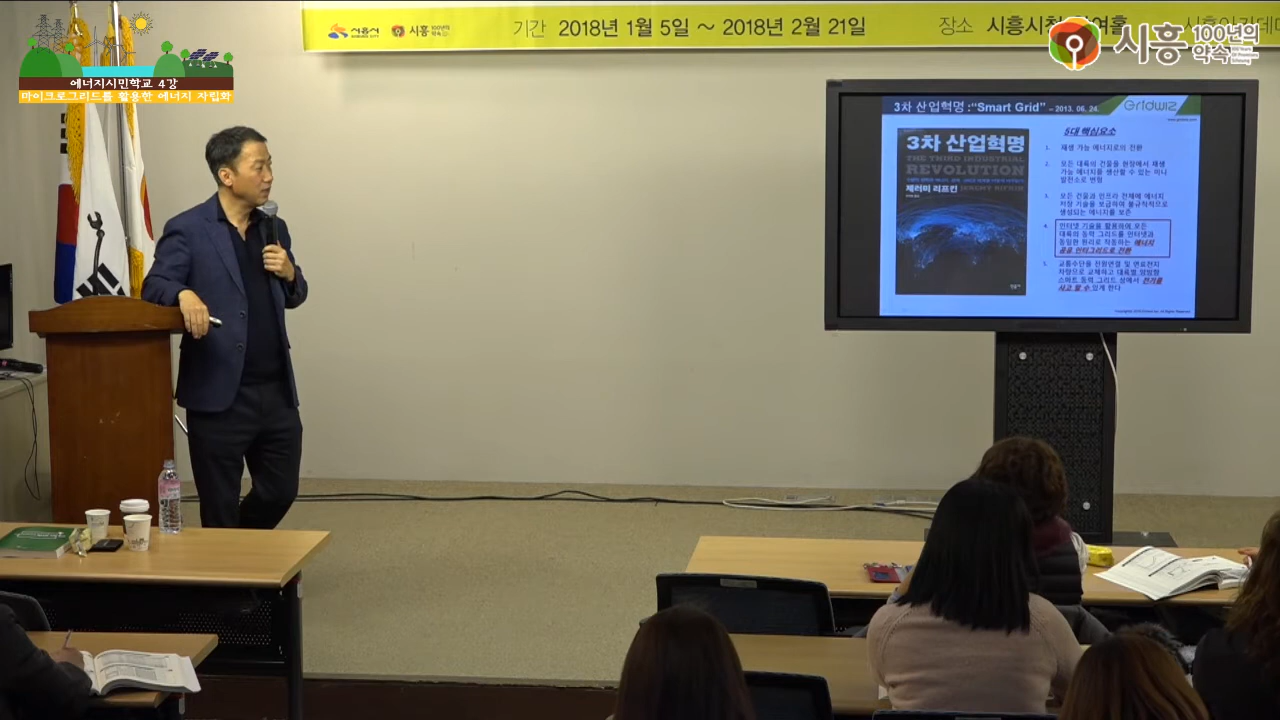 에너지시민학교 4강
마이크로그리드를 활용한 에너지 자립화
시흥시
시흥 100년의
기간 2018년 1월 5일 ~ 2018년 2월 21일
장소 시흥시청
시흥 100년의 약속
3차 산업혁명 :“Smart Grid” – 2013. 06. 24.
Gridwiz
3차 산업혁명
THE THIRD INDUSTRIAL
REVOLUTION
제러미 리프킨 JEREMY RIFKIN
민음사
5대 핵심요소
1. 재생 가능 에너지로의 전환
2. 모든 대륙의 건물을 현장에서 재생
가능 에너지를 생산할 수 있는 미니
발전소로 변형
3. 모든 건물과 인프라 전체에 에너지
저장 기술을 보급하여 불규칙적으로
생성되는 에너지를 보존
4. 인터넷 기술을 활용하여 모든
대륙의 동력 그리드를 인터넷과
동일한 원리로 작동하는 에너지
공유 인터그리드로 전환
5. 교통수단을 전원연결 및 연료전지
차량으로 교체하고 대륙별 양방향
스마트 동력 그리드 상에서 전기를
사고 팔 수 있게 한다